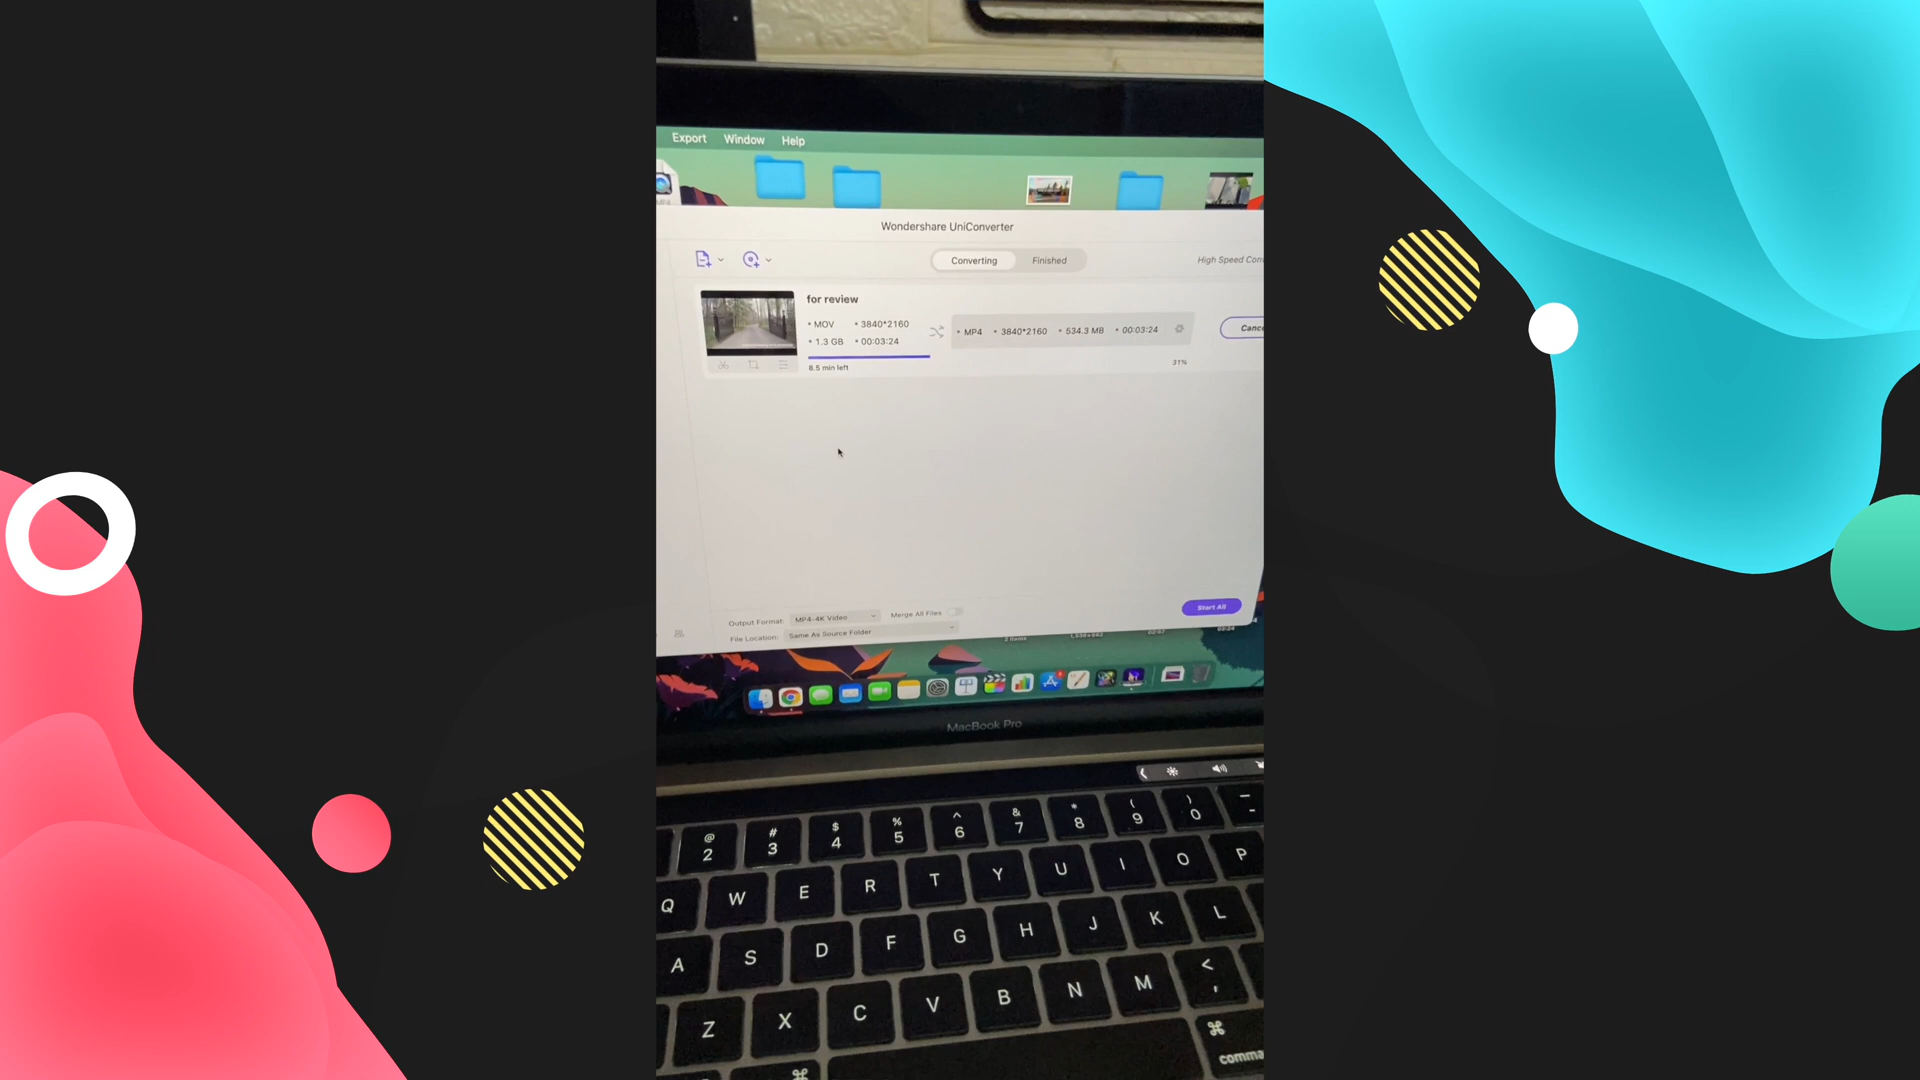 Export Window Help
Wondershare UniConverter
Converting Finished High Speed Con
for review
MOV 3840*2160
1.3 GB 00:03:24
MP4 3840*2160 534.3 MB 00:03:24
Canc
8.5 min left
31%
Output Format: MP4-4K Video Merge All Files
File Location: Same As Source Folder
Start All
2 items
MacBook Pro
@ # $ % ^ & * ( ) _
2 3 4 5 6 7 8 9 0 -
Q W E R T Y U I O P
A S D F G H J K L
Z X C V B N M < ,
⌘ ⌘
comma